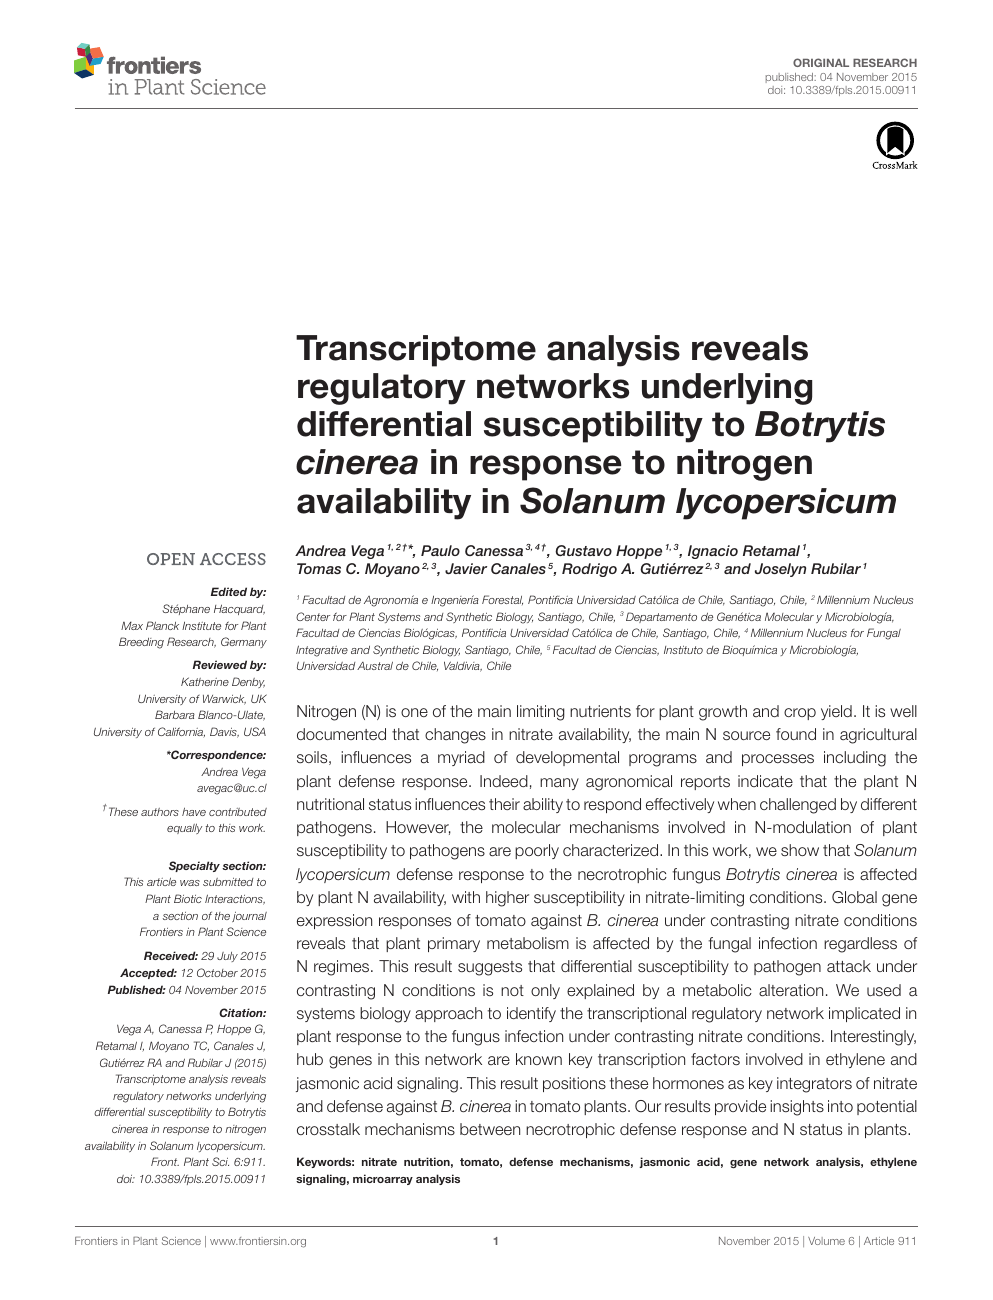 frontiers
in Plant Science
ORIGINAL RESEARCH
published: 04 November 2015
doi: 10.3389/fpls.2015.00911
CrossMark
Transcriptome analysis reveals
regulatory networks underlying
differential susceptibility to Botrytis
cinerea in response to nitrogen
availability in Solanum lycopersicum
Andrea Vega 1, 2†*, Paulo Canessa 3, 4†, Gustavo Hoppe 1, 3, Ignacio Retamal 1,
Tomas C. Moyano 2, 3, Javier Canales 5, Rodrigo A. Gutiérrez 2, 3 and Joselyn Rubilar 1
1 Facultad de Agronomía e Ingeniería Forestal, Pontificia Universidad Católica de Chile, Santiago, Chile, 2 Millennium Nucleus
Center for Plant Systems and Synthetic Biology, Santiago, Chile, 3 Departamento de Genética Molecular y Microbiología,
Facultad de Ciencias Biológicas, Pontificia Universidad Católica de Chile, Santiago, Chile, 4 Millennium Nucleus for Fungal
Integrative and Synthetic Biology, Santiago, Chile, 5 Facultad de Ciencias, Instituto de Bioquímica y Microbiología,
Universidad Austral de Chile, Valdivia, Chile
OPEN ACCESS
Edited by:
Stéphane Hacquard,
Max Planck Institute for Plant
Breeding Research, Germany
Reviewed by:
Katherine Denby,
University of Warwick, UK
Barbara Blanco-Ulate,
University of California, Davis, USA
*Correspondence:
Andrea Vega
avegac@uc.cl
† These authors have contributed
equally to this work.
Specialty section:
This article was submitted to
Plant Biotic Interactions,
a section of the journal
Frontiers in Plant Science
Received: 29 July 2015
Accepted: 12 October 2015
Published: 04 November 2015
Citation:
Vega A, Canessa P, Hoppe G,
Retamal I, Moyano TC, Canales J,
Gutiérrez RA and Rubilar J (2015)
Transcriptome analysis reveals
regulatory networks underlying
differential susceptibility to Botrytis
cinerea in response to nitrogen
availability in Solanum lycopersicum.
Front. Plant Sci. 6:911.
doi: 10.3389/fpls.2015.00911
Nitrogen (N) is one of the main limiting nutrients for plant growth and crop yield. It is well
documented that changes in nitrate availability, the main N source found in agricultural
soils, influences a myriad of developmental programs and processes including the
plant defense response. Indeed, many agronomical reports indicate that the plant N
nutritional status influences their ability to respond effectively when challenged by different
pathogens. However, the molecular mechanisms involved in N-modulation of plant
susceptibility to pathogens are poorly characterized. In this work, we show that Solanum
lycopersicum defense response to the necrotrophic fungus Botrytis cinerea is affected
by plant N availability, with higher susceptibility in nitrate-limiting conditions. Global gene
expression responses of tomato against B. cinerea under contrasting nitrate conditions
reveals that plant primary metabolism is affected by the fungal infection regardless of
N regimes. This result suggests that differential susceptibility to pathogen attack under
contrasting N conditions is not only explained by a metabolic alteration. We used a
systems biology approach to identify the transcriptional regulatory network implicated in
plant response to the fungus infection under contrasting nitrate conditions. Interestingly,
hub genes in this network are known key transcription factors involved in ethylene and
jasmonic acid signaling. This result positions these hormones as key integrators of nitrate
and defense against B. cinerea in tomato plants. Our results provide insights into potential
crosstalk mechanisms between necrotrophic defense response and N status in plants.
Keywords: nitrate nutrition, tomato, defense mechanisms, jasmonic acid, gene network analysis, ethylene
signaling, microarray analysis
Frontiers in Plant Science | www.frontiersin.org
1
November 2015 | Volume 6 | Article 911